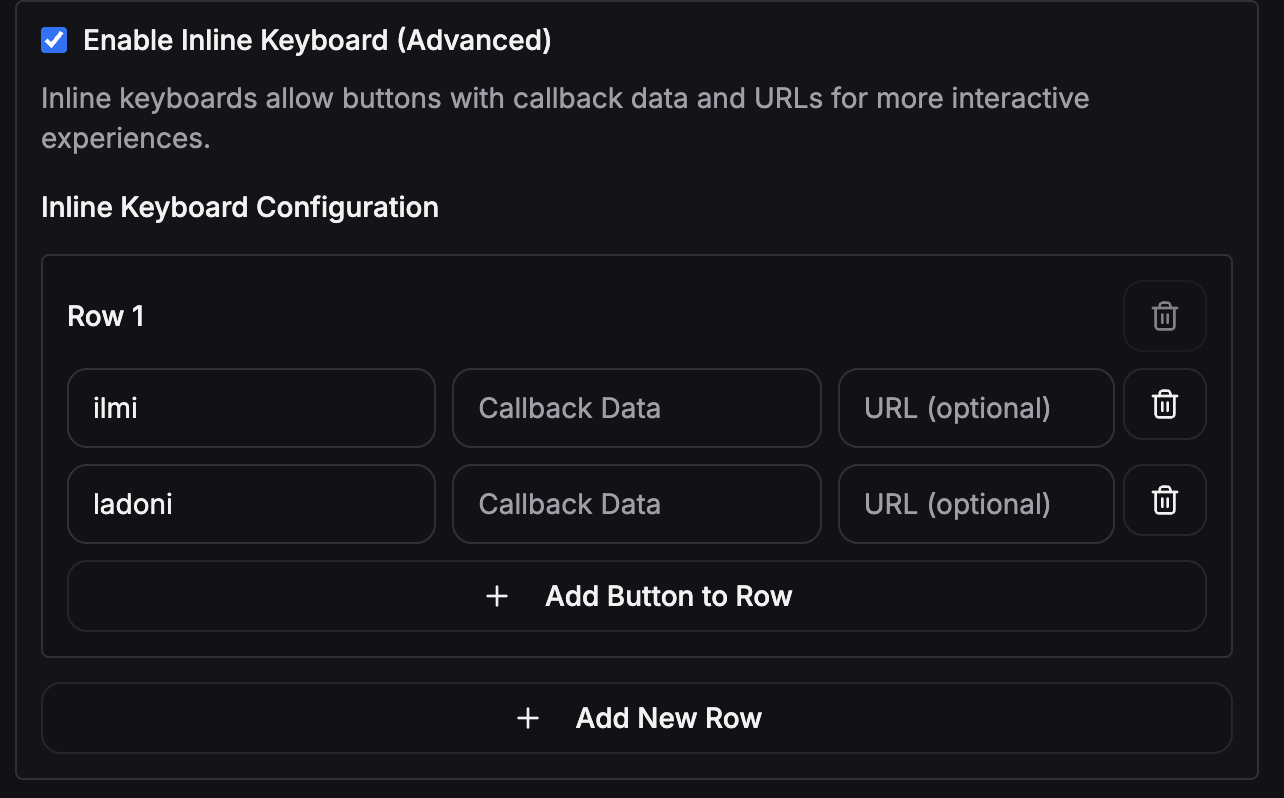 Enable Inline Keyboard (Advanced)
Inline keyboards allow buttons with callback data and URLs for more interactive
experiences.
Inline Keyboard Configuration
Row 1
ilmi Callback Data URL (optional)
ladoni Callback Data URL (optional)
+ Add Button to Row
+ Add New Row